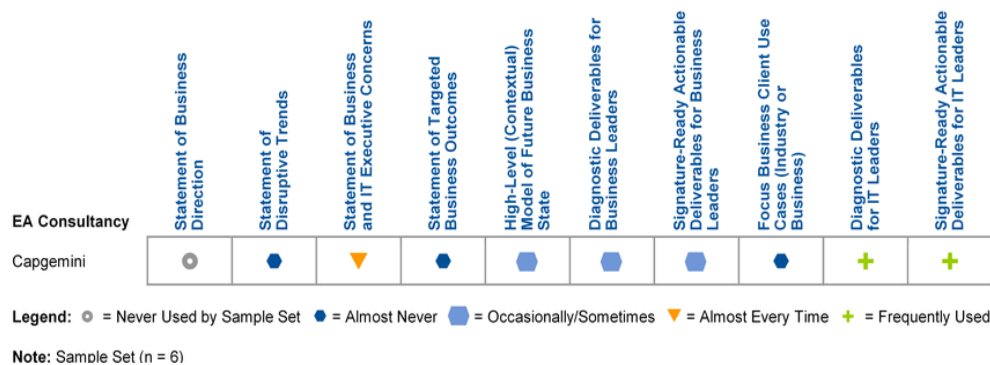 Statement of Business
Direction
Statement of
Disruptive Trends
Statement of Business
and IT Executive Concerns
Statement of Targeted
Business Outcomes
High-Level (Contextual)
Model of Future Business
State
Diagnostic Deliverables for
Business Leaders
Signature-Ready Actionable
Deliverables for Business
Leaders
Focus Business Client Use
Cases (Industry or
Business)
Diagnostic Deliverables
for IT Leaders
Signature-Ready Actionable
Deliverables for IT Leaders
EA Consultancy
Capgemini
Legend: = Never Used by Sample Set = Almost Never = Occasionally/Sometimes = Almost Every Time = Frequently Used
Note: Sample Set (n = 6)